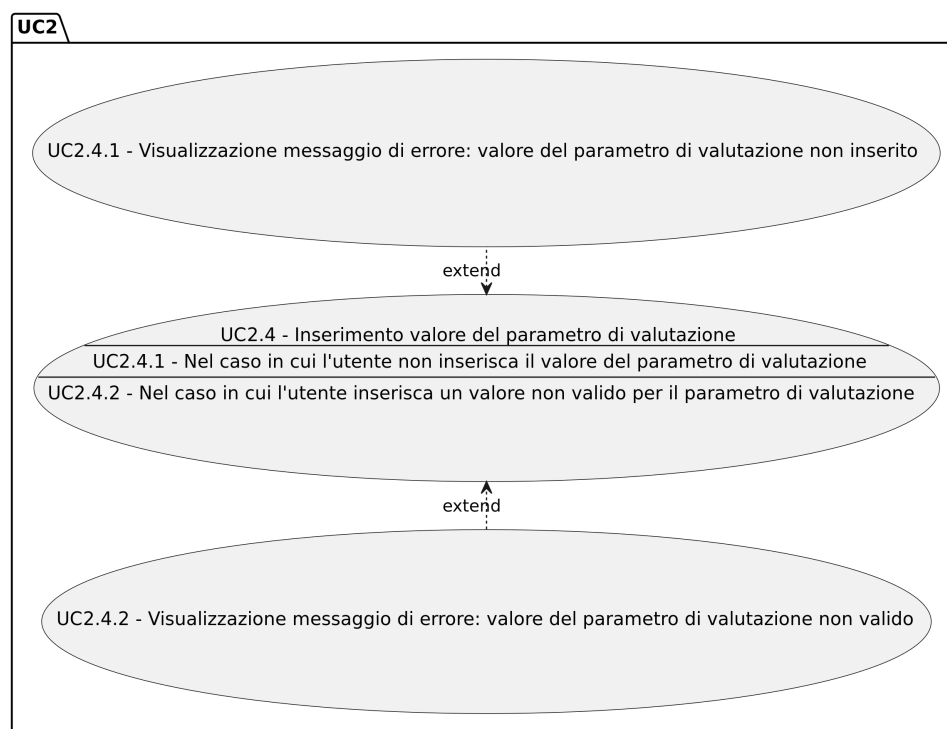 UC2
UC2.4.1 - Visualizzazione messaggio di errore: valore del parametro di valutazione non inserito
extend
UC2.4 - Inserimento valore del parametro di valutazione
UC2.4.1 - Nel caso in cui l'utente non inserisca il valore del parametro di valutazione
UC2.4.2 - Nel caso in cui l'utente inserisca un valore non valido per il parametro di valutazione
extend
UC2.4.2 - Visualizzazione messaggio di errore: valore del parametro di valutazione non valido